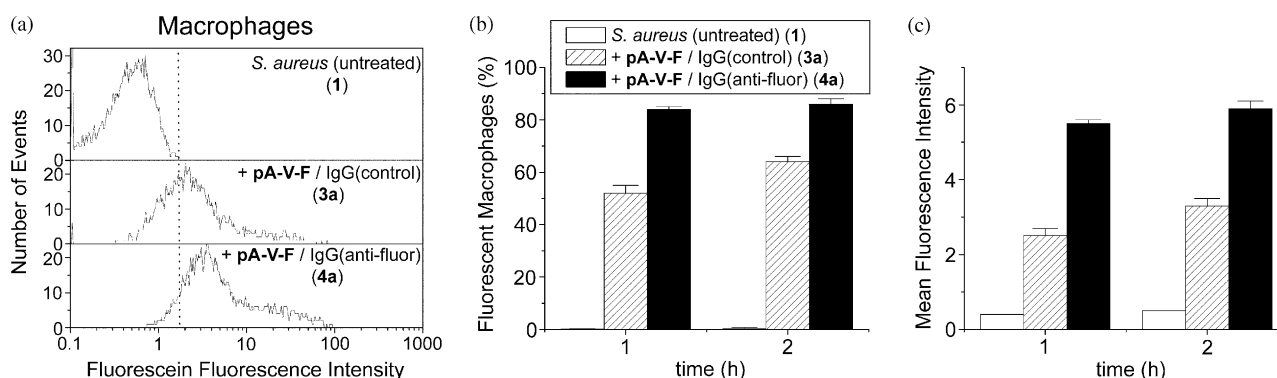 (a)
Macrophages
S. aureus (untreated)
(1)
+ pA-V-F / IgG(control)
(3a)
+ pA-V-F / IgG(anti-fluor)
(4a)
Number of Events
30
20
10
0
20
10
0
20
10
0
0.1 1 10 100 1000
Fluorescein Fluorescence Intensity
(b)
S. aureus (untreated) (1)
+ pA-V-F / IgG(control) (3a)
+ pA-V-F / IgG(anti-fluor) (4a)
Fluorescent Macrophages (%)
100
80
60
40
20
0
1 2
time (h)
(c)
Mean Fluorescence Intensity
6
4
2
0
1 2
time (h)